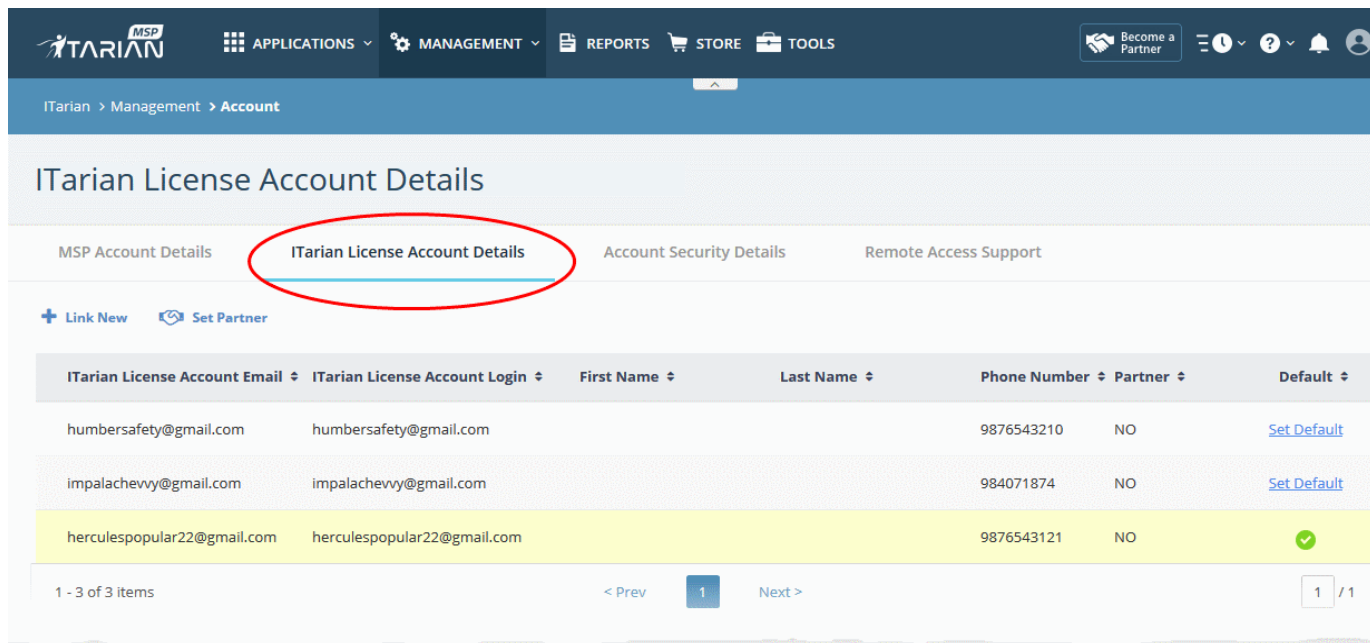 MSP
ITARIAN APPLICATIONS MANAGEMENT REPORTS STORE TOOLS Become a Partner
ITarian > Management > Account
ITarian License Account Details
MSP Account Details ITarian License Account Details Account Security Details Remote Access Support
Link New Set Partner
ITarian License Account Email ITarian License Account Login First Name Last Name Phone Number Partner Default
humbersafety@gmail.com humbersafety@gmail.com 9876543210 NO Set Default
impalachevvy@gmail.com impalachevvy@gmail.com 984071874 NO Set Default
herculespopular22@gmail.com herculespopular22@gmail.com 9876543121 NO
1 - 3 of 3 items < Prev 1 Next > 1 / 1